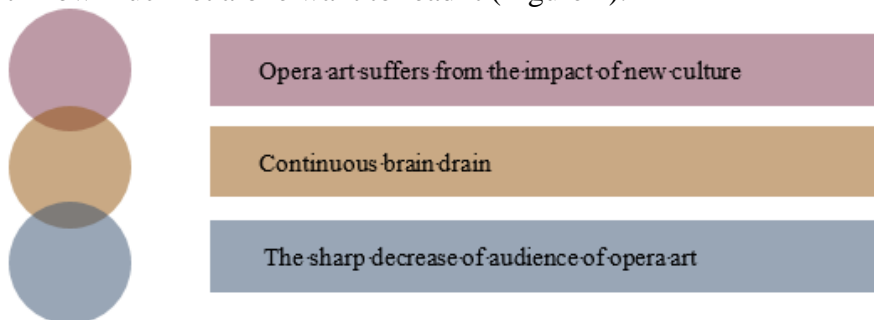 Opera art suffers from the impact of new culture
Continuous brain drain
The sharp decrease of audience of opera art